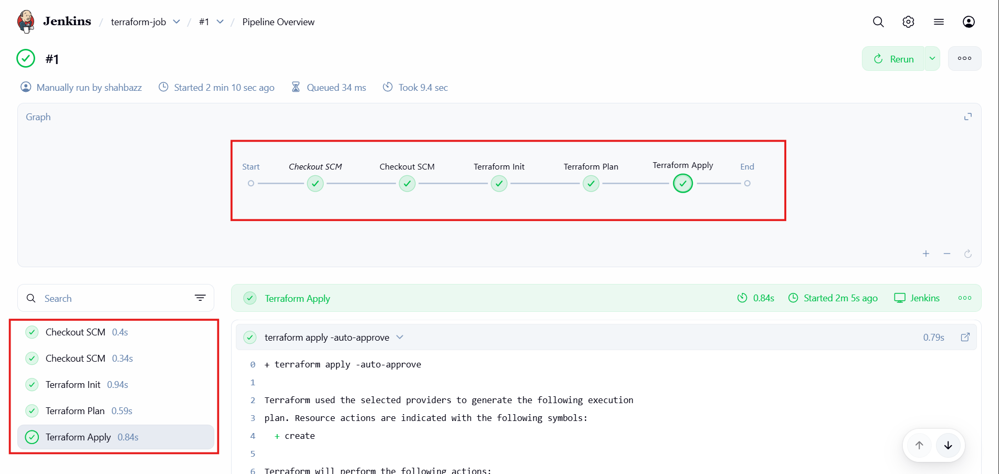 Jenkins / terraform-job / #1 / Pipeline Overview
#1
Rerun
Manually run by shahbazz Started 2 min 10 sec ago Queued 34 ms Took 9.4 sec
Graph
Start Checkout SCM Checkout SCM Terraform Init Terraform Plan Terraform Apply End
Search
Checkout SCM 0.4s
Checkout SCM 0.34s
Terraform Init 0.94s
Terraform Plan 0.59s
Terraform Apply 0.84s
Terraform Apply 0.84s Started 2m 5s ago Jenkins
terraform apply -auto-approve 0.79s
0 + terraform apply -auto-approve
1
2 Terraform used the selected providers to generate the following execution
3 plan. Resource actions are indicated with the following symbols:
4 + create
5
6 Terraform will perform the following actions: